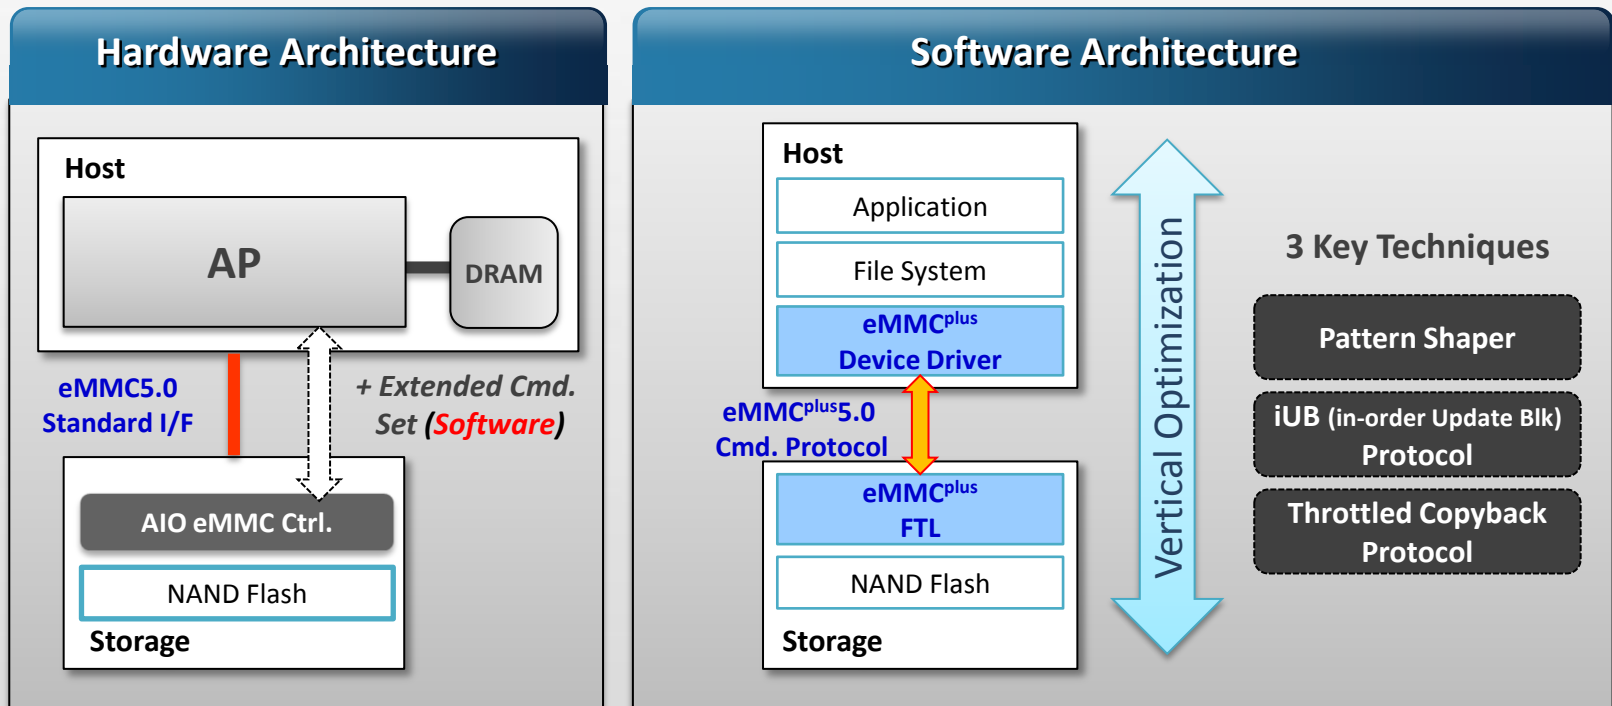 Hardware Architecture
Host
AP
DRAM
eMMC5.0
Standard I/F
+ Extended Cmd.
Set (Software)
AIO eMMC Ctrl.
NAND Flash
Storage
Software Architecture
Host
Application
File System
eMMCplus
Device Driver
eMMCplus5.0
Cmd. Protocol
eMMCplus
FTL
NAND Flash
Storage
Vertical Optimization
3 Key Techniques
Pattern Shaper
iUB (in-order Update Blk)
Protocol
Throttled Copyback
Protocol